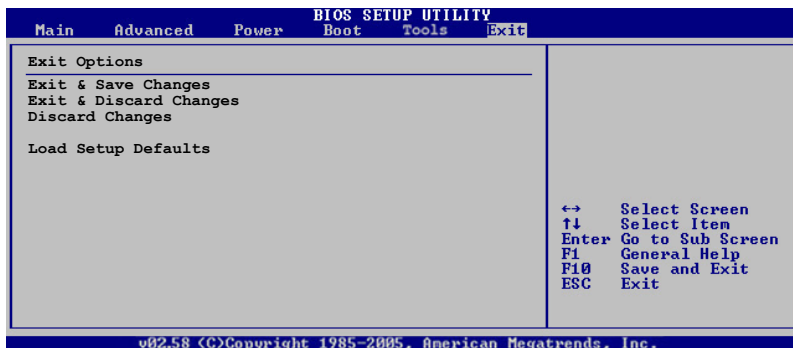 BIOS SETUP UTILITY
Main Advanced Power Boot Tools Exit
Exit Options
Exit & Save Changes
Exit & Discard Changes
Discard Changes
Load Setup Defaults
↔ Select Screen
↑↓ Select Item
Enter Go to Sub Screen
F1 General Help
F10 Save and Exit
ESC Exit
v02.58 (C)Copyright 1985-2005, American Megatrends, Inc.